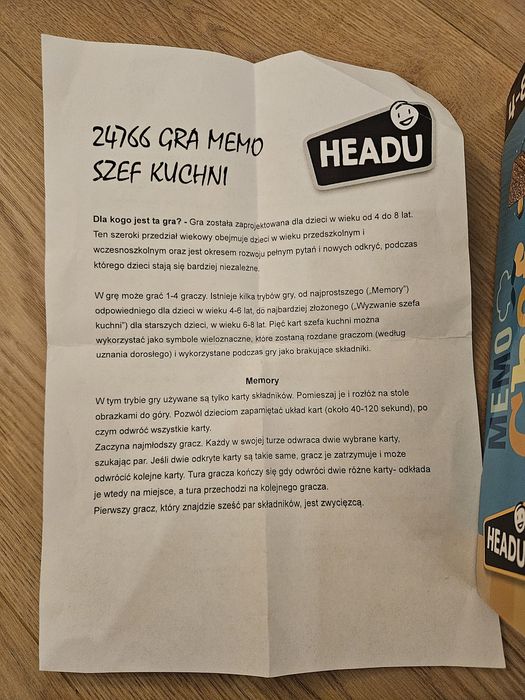 24766 GRA MEMO
SZEF KUCHNI
HEADU
Dla kogo jest ta gra? - Gra została zaprojektowana dla dzieci w wieku od 4 do 8 lat.
Ten szeroki przedział wiekowy obejmuje dzieci w wieku przedszkolnym i
wczesnoszkolnym oraz jest okresem rozwoju pełnym pytań i nowych odkryć, podczas
którego dzieci stają się bardziej niezależne.
W grę może grać 1-4 graczy. Istnieje kilka trybów gry, od najprostszego („Memory”)
odpowiedniego dla dzieci w wieku 4-6 lat, do najbardziej złożonego („Wyzwanie szefa
kuchni”) dla starszych dzieci, w wieku 6-8 lat. Pięć kart szefa kuchni można
wykorzystać jako symbole wieloznaczne, które zostaną rozdane graczom (według
uznania dorosłego) i wykorzystane podczas gry jako brakujące składniki.
Memory
W tym trybie gry używane są tylko karty składników. Pomieszaj je i rozłóż na stole
obrazkami do góry. Pozwól dzieciom zapamiętać układ kart (około 40-120 sekund), po
czym odwróć wszystkie karty.
Zaczyna najmłodszy gracz. Każdy w swojej turze odwraca dwie wybrane karty,
szukając par. Jeśli dwie odkryte karty są takie same, gracz je zatrzymuje i może
odwrócić kolejne karty. Tura gracza kończy się gdy odwróci dwie różne karty- odkłada
je wtedy na miejsce, a tura przechodzi na kolejnego gracza.
Pierwszy gracz, który znajdzie sześć par składników, jest zwycięzcą.
MEMO
HEADU